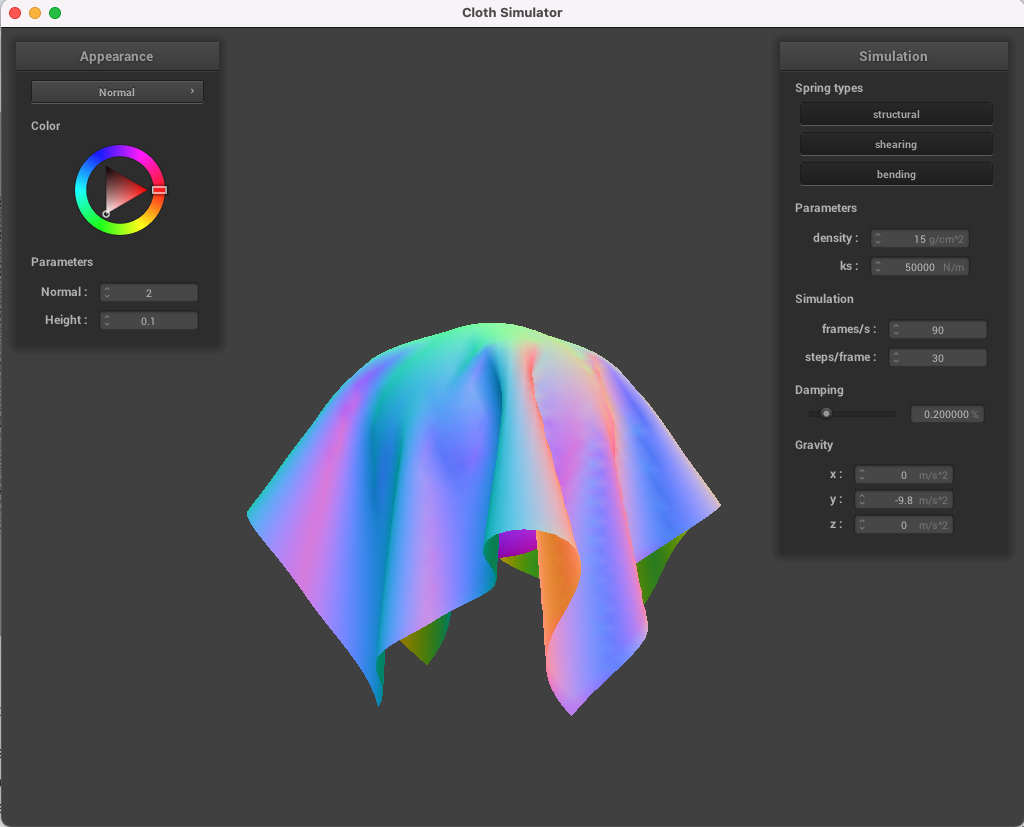 Cloth Simulator
Appearance
Normal
Color
Parameters
Normal : 2
Height : 0.1
Simulation
Spring types
structural
shearing
bending
Parameters
density : 15 g/cm^2
ks : 50000 N/m
Simulation
frames/s : 90
steps/frame : 30
Damping
0.200000 %
Gravity
x : 0 m/s^2
y : -9.8 m/s^2
z : 0 m/s^2